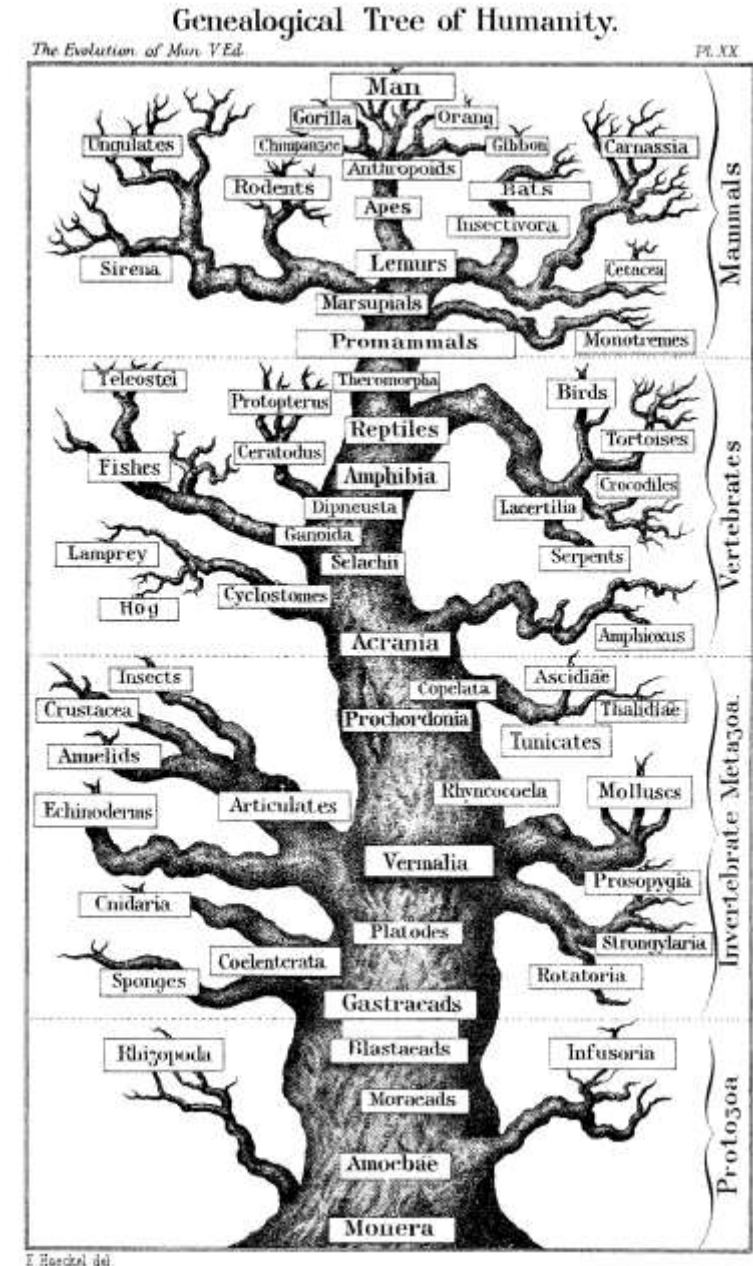 Genealogical Tree of Humanity.
The Evolution of Man V.Ed.
Pl. XX.
Man
Gorilla
Orang
Ungulates
Chimpanzee
Gibbon
Carnassia
Anthropoids
Rodents
Bats
Apes
Insectivora
Sirena
Lemurs
Cetacea
Marsupials
Promammals
Monotremes
Mammals
Teleostei
Theromorpha
Birds
Protopterus
Reptiles
Tortoises
Ceratodus
Fishes
Amphibia
Crocodiles
Dipneusta
Lacertilia
Ganoida
Lamprey
Selachii
Serpents
Cyclostomes
Hog
Acrania
Amphioxus
Vertebrates
Insects
Copelata
Ascidiae
Crustacea
Prochordonia
Thalidiae
Tunicates
Annelids
Articulates
Rhyncocoela
Molluscs
Echinoderms
Vermalia
Prosopygia
Cnidaria
Platodes
Strongylaria
Coelenterata
Rotatoria
Sponges
Gastraeads
Invertebrate Metazoa.
Rhizopoda
Blastaeads
Infusoria
Moraeads
Amoebae
Monera
Protozoa
E. Haeckel del.